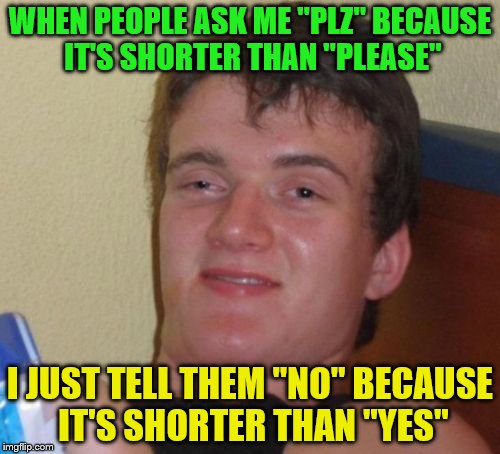 WHEN PEOPLE ASK ME "PLZ" BECAUSE
IT'S SHORTER THAN "PLEASE"
I JUST TELL THEM "NO" BECAUSE
IT'S SHORTER THAN "YES"
imgflip.com